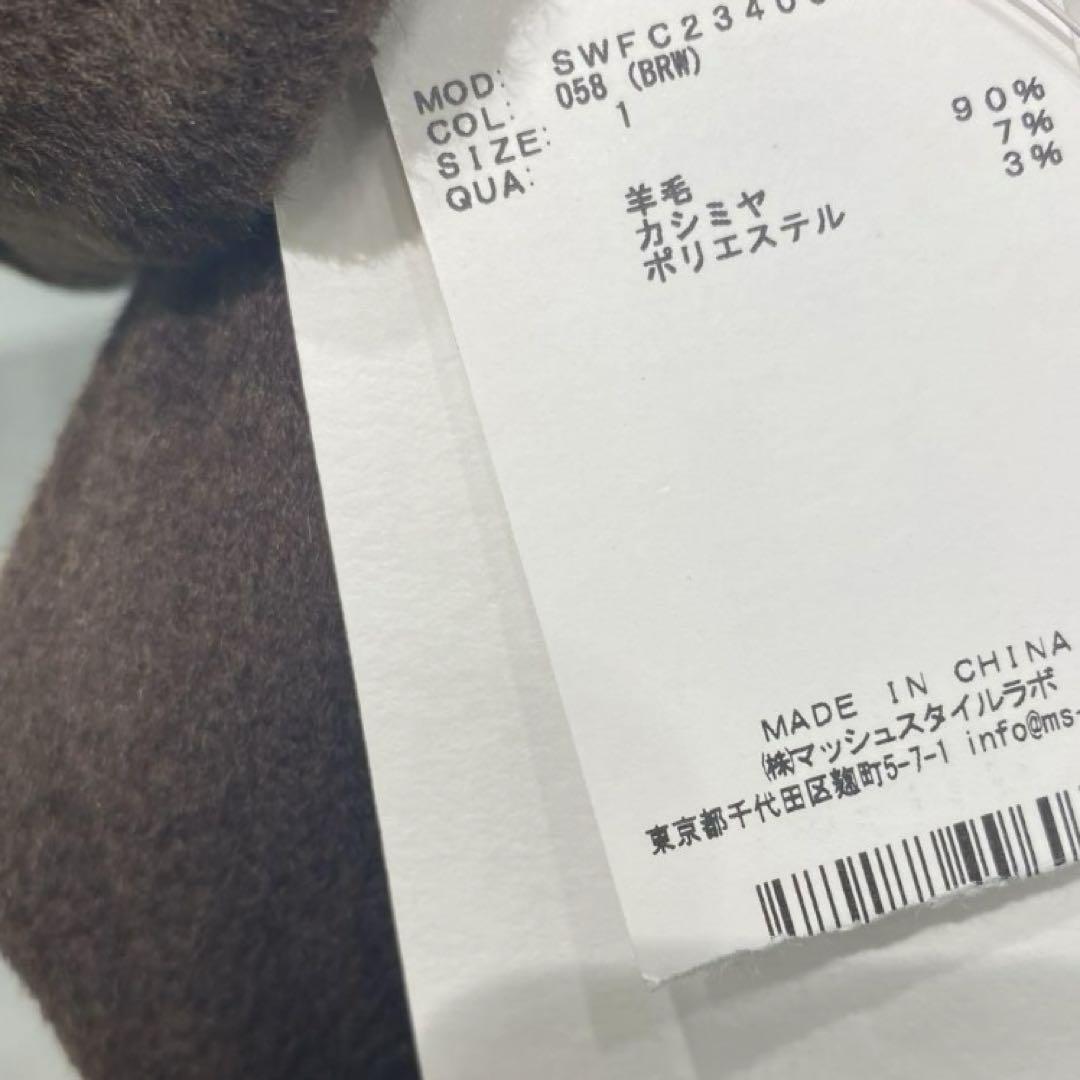 MOD: SWFC2340
COL: 058 (BRW)
SIZE: 1
QUA:
羊毛 90%
カシミヤ 7%
ポリエステル 3%
MADE IN CHINA
㈱マッシュスタイルラボ
東京都千代田区麹町5-7-1 info@ms-